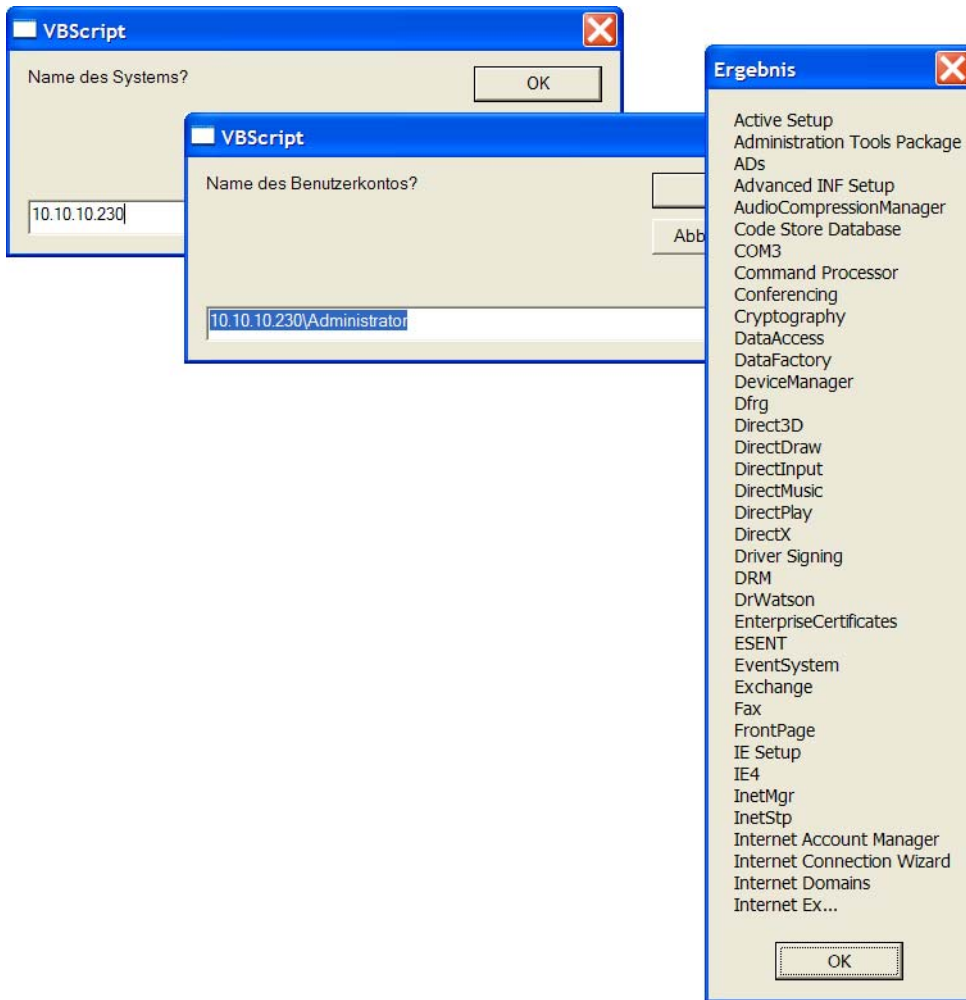 VBScript
Name des Systems?
OK
10.10.10.230
VBScript
Name des Benutzerkontos?
Abb
10.10.10.230\Administrator
Ergebnis
Active Setup
Administration Tools Package
ADs
Advanced INF Setup
AudioCompressionManager
Code Store Database
COM3
Command Processor
Conferencing
Cryptography
DataAccess
DataFactory
DeviceManager
Dfrg
Direct3D
DirectDraw
DirectInput
DirectMusic
DirectPlay
DirectX
Driver Signing
DRM
DrWatson
EnterpriseCertificates
ESENT
EventSystem
Exchange
Fax
FrontPage
IE Setup
IE4
InetMgr
InetStp
Internet Account Manager
Internet Connection Wizard
Internet Domains
Internet Ex...
OK